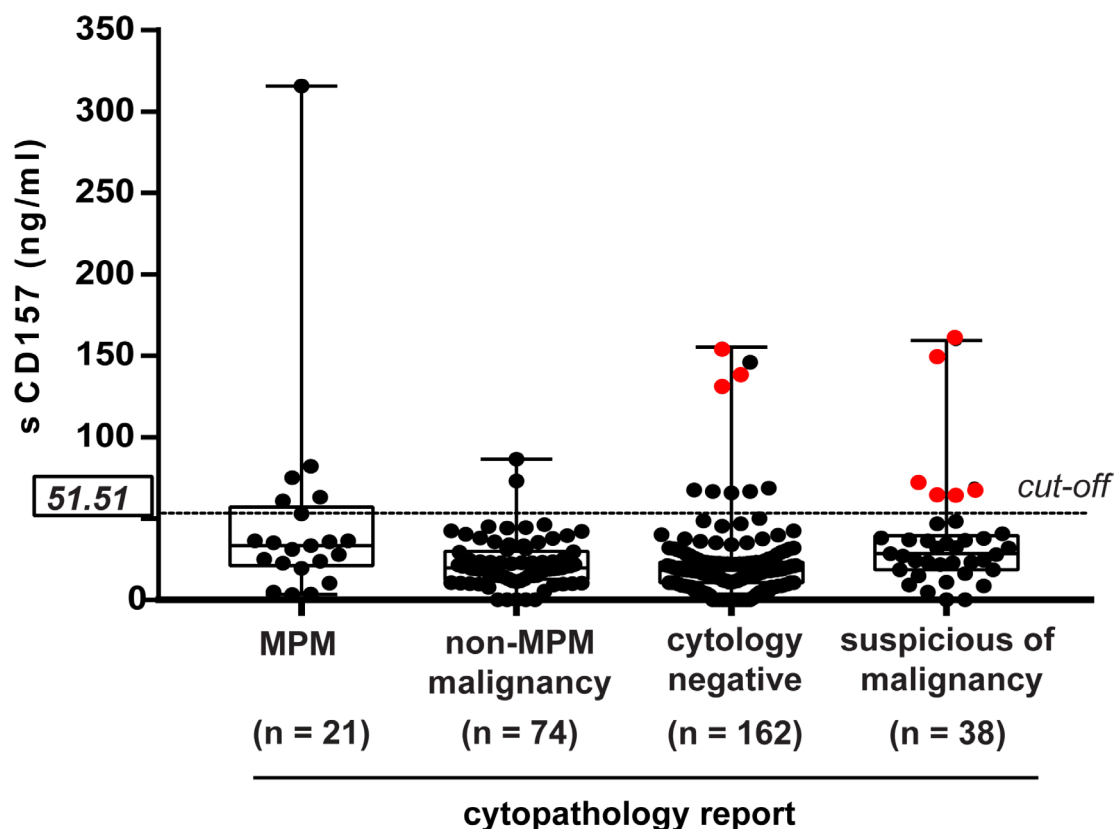 s CD157 (ng/ml)
350
300
250
200
150
100
51.51
0
cut-off
MPM
non-MPM
malignancy
cytology
negative
suspicious of
malignancy
(n = 21)
(n = 74)
(n = 162)
(n = 38)
cytopathology report